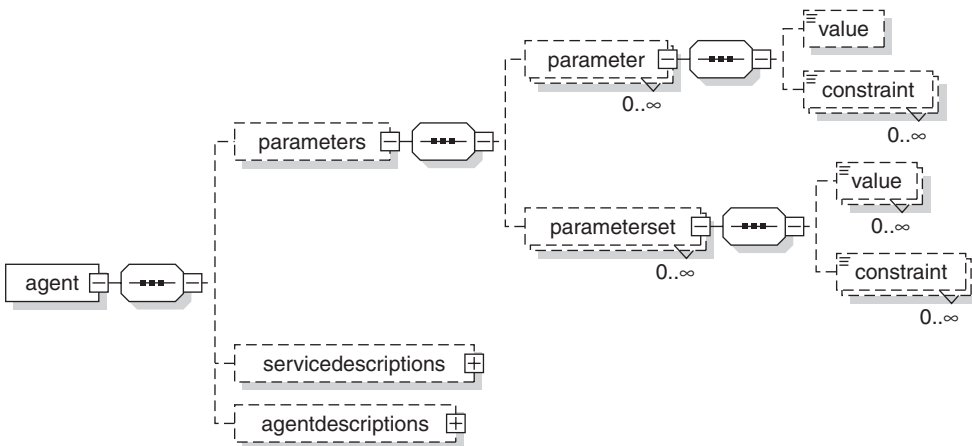 value
parameter
0..∞
constraint
0..∞
parameters
value
0..∞
parameterset
0..∞
constraint
0..∞
agent
servicedescriptions
agentdescriptions